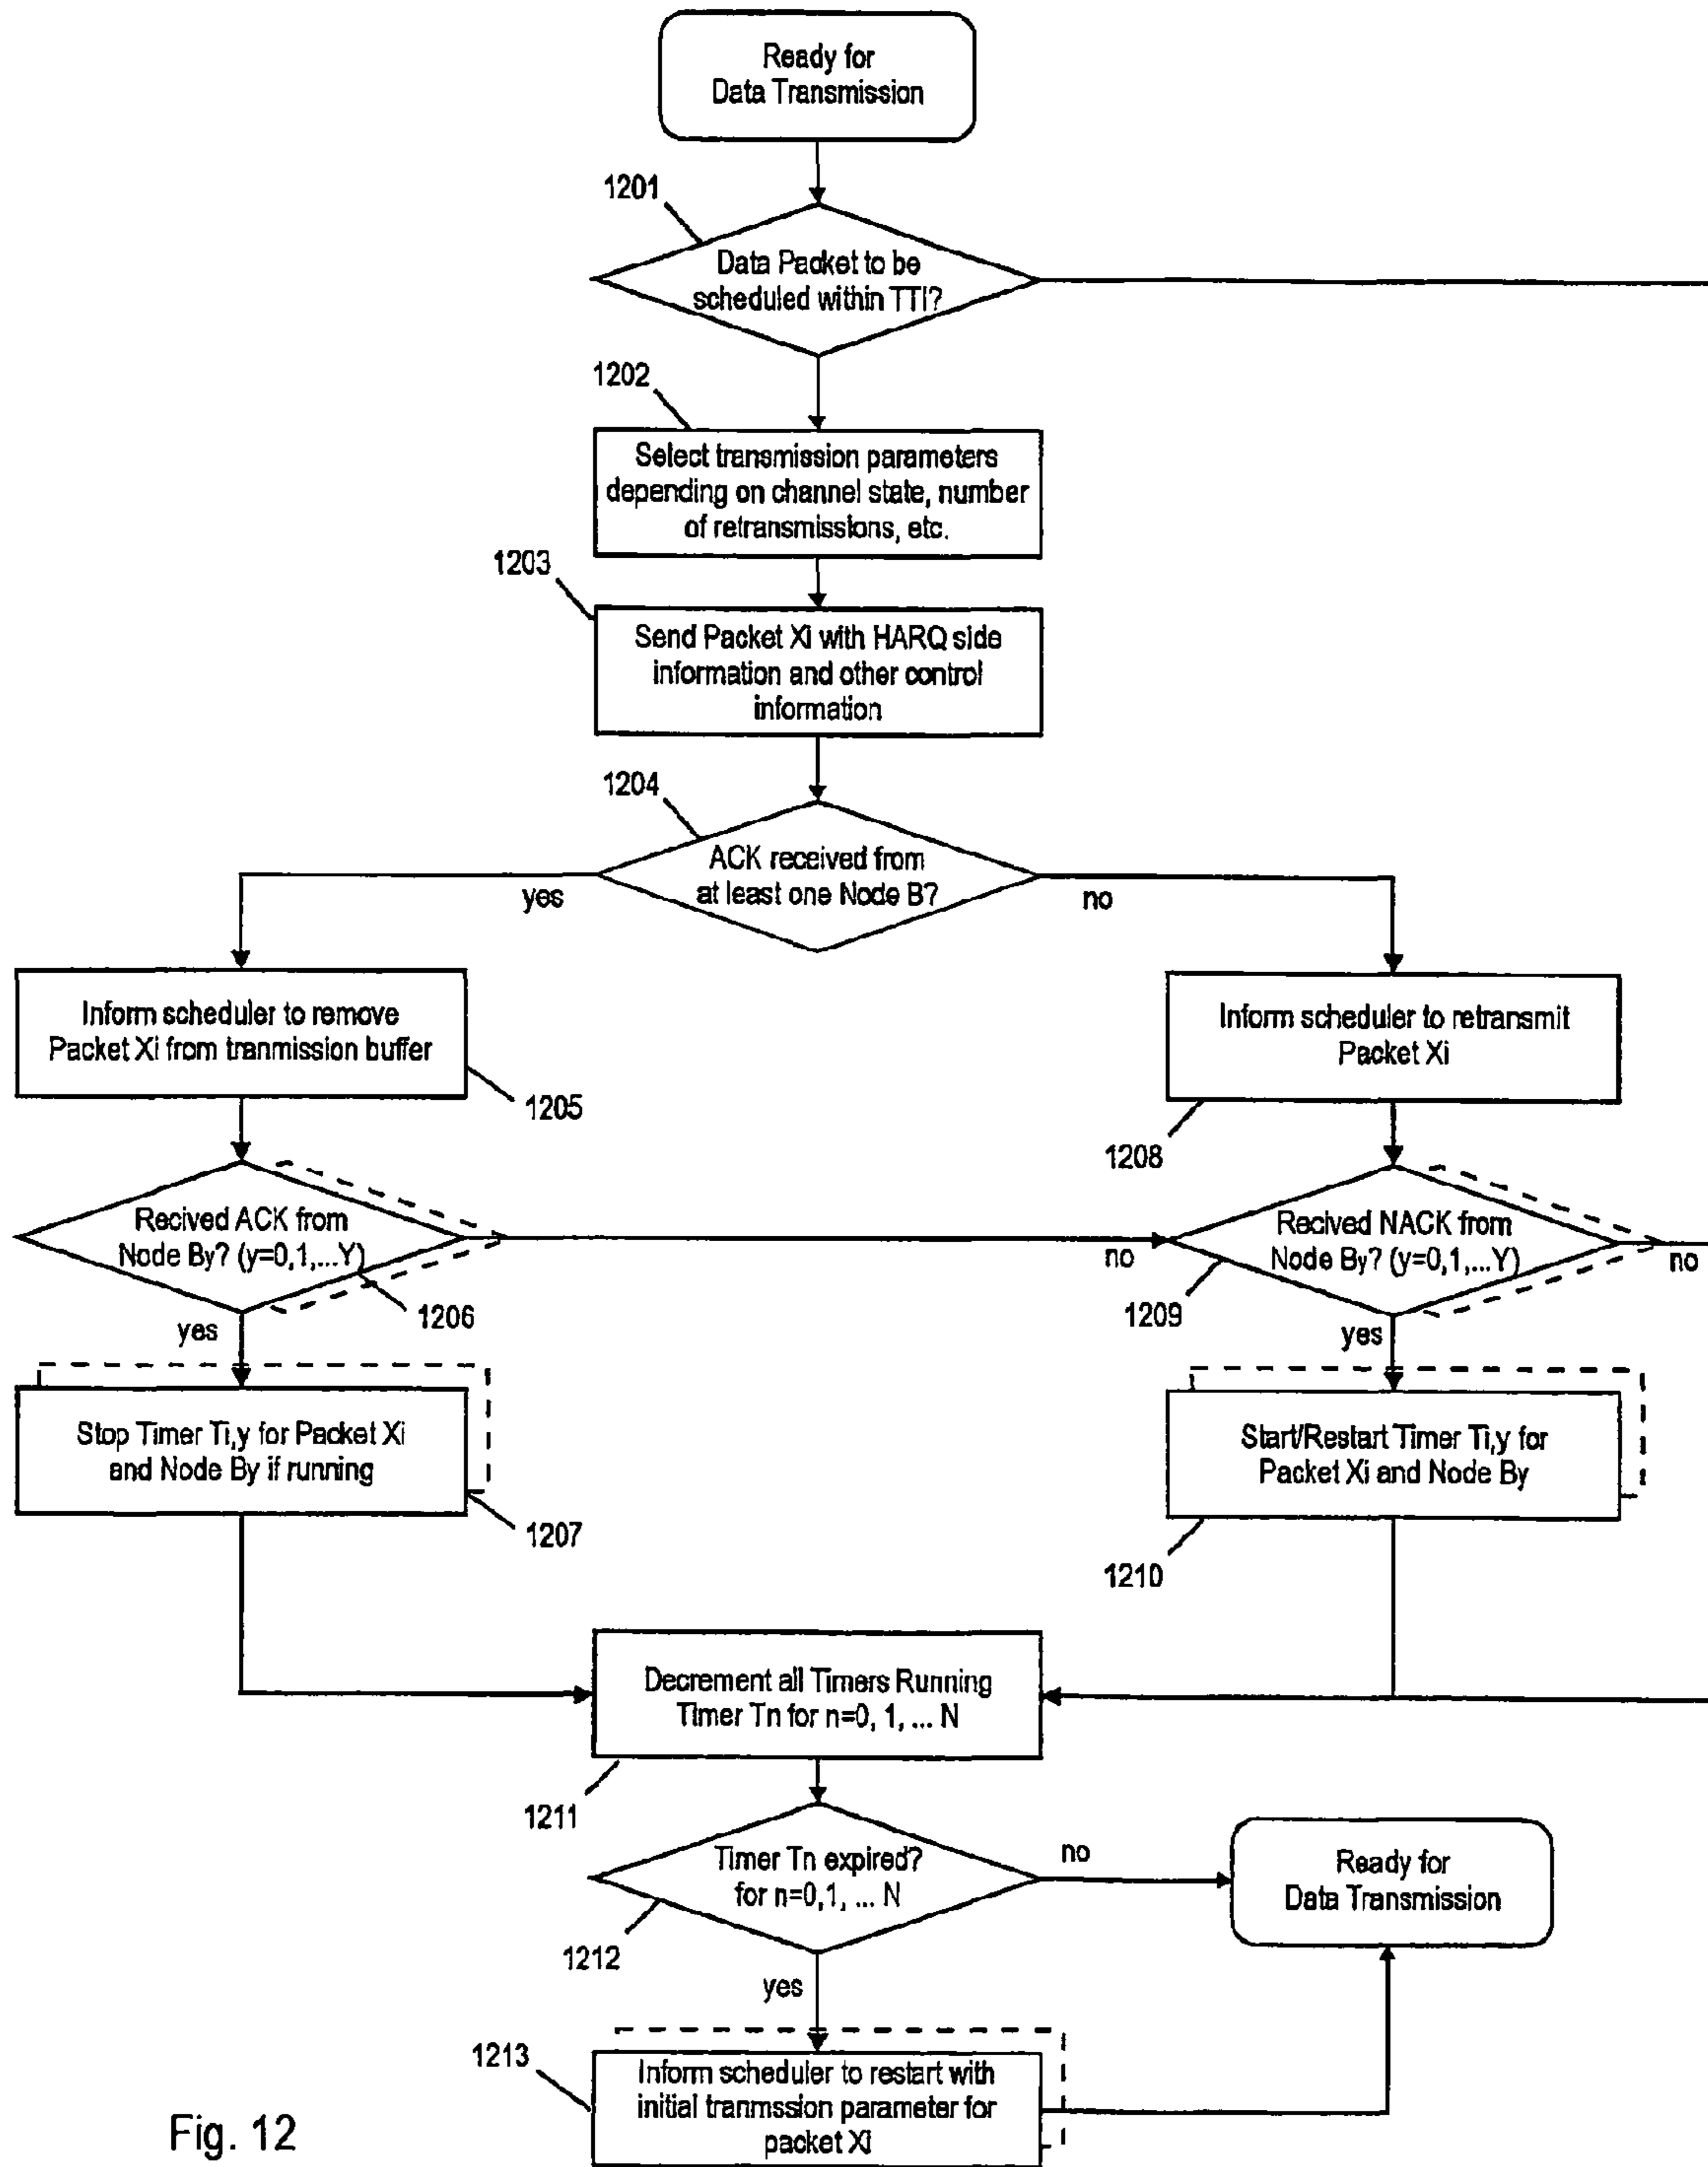 Ready for
Data Transmission
1201
Data Packet to be
scheduled within TTI?
1202
Select transmission parameters
depending on channel state, number
of retransmissions, etc.
1203
Send Packet Xi with HARQ side
information and other control
information
1204
ACK received from
at least one Node B?
yes
no
Inform scheduler to remove
Packet Xi from tranmission buffer
1205
Inform scheduler to retransmit
Packet Xi
1208
Recived ACK from
Node By? (y=0,1,...Y)
1206
yes
no
Recived NACK from
Node By? (y=0,1,...Y)
1209
yes
no
Stop Timer Ti,y for Packet Xi
and Node By if running
1207
Start/Restart Timer Ti,y for
Packet Xi and Node By
1210
Decrement all Timers Running
Timer Tn for n=0, 1, ... N
1211
Timer Tn expired?
for n=0,1, ... N
1212
no
yes
Ready for
Data Transmission
1213
Inform scheduler to restart with
initial tranmssion parameter for
packet Xi
Fig. 12